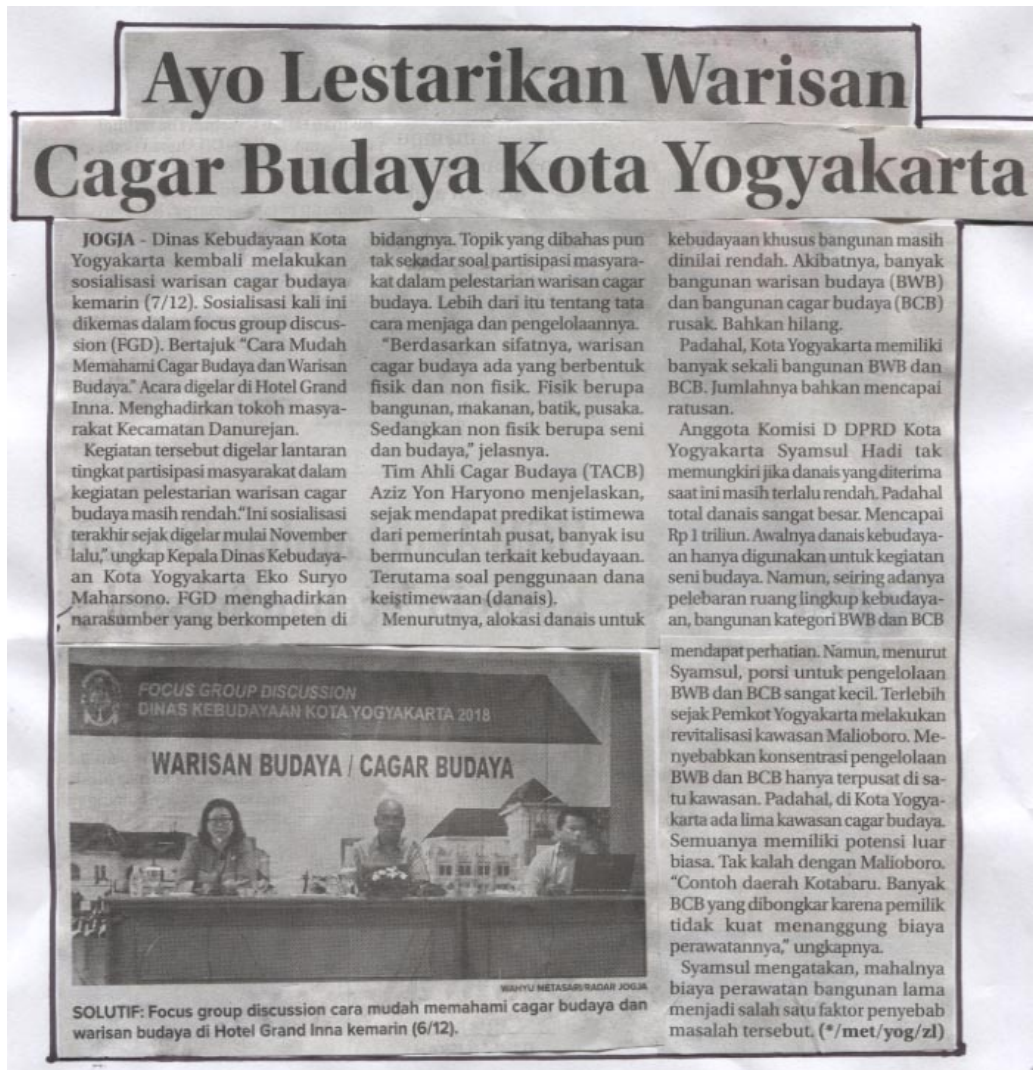 Ayo Lestarikan Warisan
Cagar Budaya Kota Yogyakarta
JOGJA - Dinas Kebudayaan Kota
Yogyakarta kembali melakukan
sosialisasi warisan cagar budaya
kemarin (7/12). Sosialisasi kali ini
dikemas dalam focus group discus-
sion (FGD). Bertajuk “Cara Mudah
Memahami Cagar Budaya dan Warisan
Budaya.” Acara digelar di Hotel Grand
Inna. Menghadirkan tokoh masya-
rakat Kecamatan Danurejan.
Kegiatan tersebut digelar lantaran
tingkat partisipasi masyarakat dalam
kegiatan pelestarian warisan cagar
budaya masih rendah.“Ini sosialisasi
terakhir sejak digelar mulai November
lalu,” ungkap Kepala Dinas Kebudaya-
an Kota Yogyakarta Eko Suryo
Maharsono. FGD menghadirkan
narasumber yang berkompeten di
bidangnya. Topik yang dibahas pun
tak sekadar soal partisipasi masyara-
kat dalam pelestarian warisan cagar
budaya. Lebih dari itu tentang tata
cara menjaga dan pengelolaannya.
“Berdasarkan sifatnya, warisan
cagar budaya ada yang berbentuk
fisik dan non fisik. Fisik berupa
bangunan, makanan, batik, pusaka.
Sedangkan non fisik berupa seni
dan budaya,” jelasnya.
Tim Ahli Cagar Budaya (TACB)
Aziz Yon Haryono menjelaskan,
sejak mendapat predikat istimewa
dari pemerintah pusat, banyak isu
bermunculan terkait kebudayaan.
Terutama soal penggunaan dana
keistimewaan (danais).
Menurutnya, alokasi danais untuk
kebudayaan khusus bangunan masih
dinilai rendah. Akibatnya, banyak
bangunan warisan budaya (BWB)
dan bangunan cagar budaya (BCB)
rusak. Bahkan hilang.
Padahal, Kota Yogyakarta memiliki
banyak sekali bangunan BWB dan
BCB. Jumlahnya bahkan mencapai
ratusan.
Anggota Komisi D DPRD Kota
Yogyakarta Syamsul Hadi tak
memungkiri jika danais yang diterima
saat ini masih terlalu rendah. Padahal
total danais sangat besar. Mencapai
Rp 1 triliun. Awalnya danais kebudaya-
an hanya digunakan untuk kegiatan
seni budaya. Namun, seiring adanya
pelebaran ruang lingkup kebudaya-
an, bangunan kategori BWB dan BCB
mendapat perhatian. Namun, menurut
Syamsul, porsi untuk pengelolaan
BWB dan BCB sangat kecil. Terlebih
sejak Pemkot Yogyakarta melakukan
revitalisasi kawasan Malioboro. Me-
nyebabkan konsentrasi pengelolaan
BWB dan BCB hanya terpusat di sa-
tu kawasan. Padahal, di Kota Yogya-
karta ada lima kawasan cagar budaya.
Semuanya memiliki potensi luar
biasa. Tak kalah dengan Malioboro.
“Contoh daerah Kotabaru. Banyak
BCB yang dibongkar karena pemilik
tidak kuat menanggung biaya
perawatannya,” ungkapnya.
Syamsul mengatakan, mahalnya
biaya perawatan bangunan lama
menjadi salah satu faktor penyebab
masalah tersebut. (*/met/yog/zl)
FOCUS GROUP DISCUSSION
DINAS KEBUDAYAAN KOTA YOGYAKARTA 2018
WARISAN BUDAYA / CAGAR BUDAYA
WAHYU METASARI/RADAR JOGJA
SOLUTIF: Focus group discussion cara mudah memahami cagar budaya dan
warisan budaya di Hotel Grand Inna kemarin (6/12).